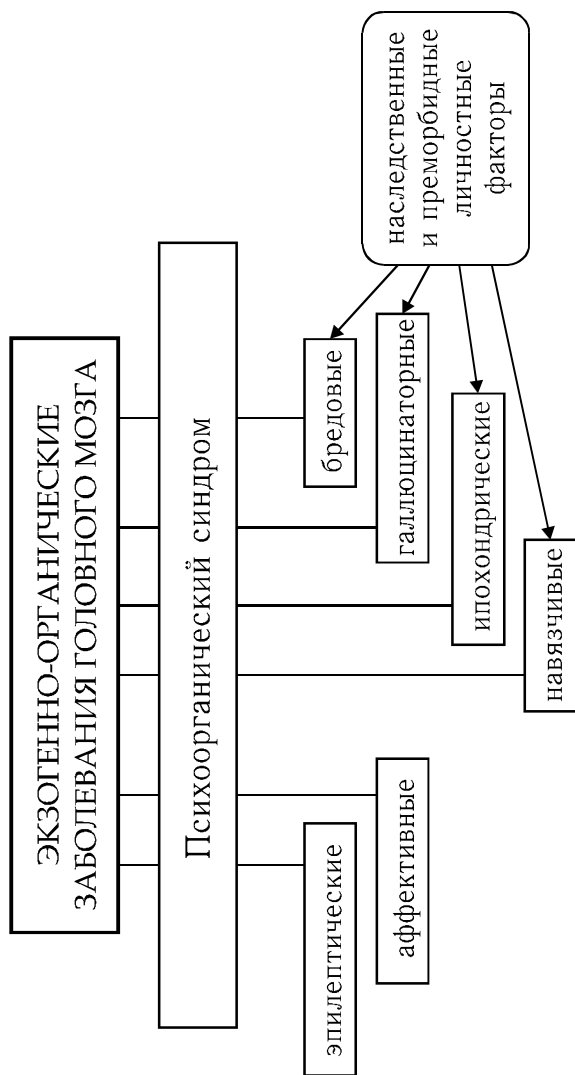 ЭКЗОГЕННО-ОРГАНИЧЕСКИЕ
ЗАБОЛЕВАНИЯ ГОЛОВНОГО МОЗГА
Психоорганический синдром
эпилептические
аффективные
навязчивые
ипохондрические
галлюцинаторные
бредовые
наследственные
и преморбидные
личностные
факторы